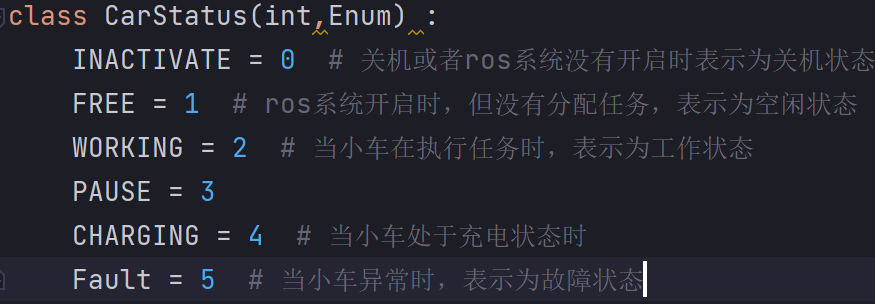 class CarStatus(int,Enum) :
    INACTIVATE = 0  # 关机或者ros系统没有开启时表示为关机状态
    FREE = 1  # ros系统开启时，但没有分配任务，表示为空闲状态
    WORKING = 2  # 当小车在执行任务时，表示为工作状态
    PAUSE = 3
    CHARGING = 4  # 当小车处于充电状态时
    Fault = 5  # 当小车异常时，表示为故障状态